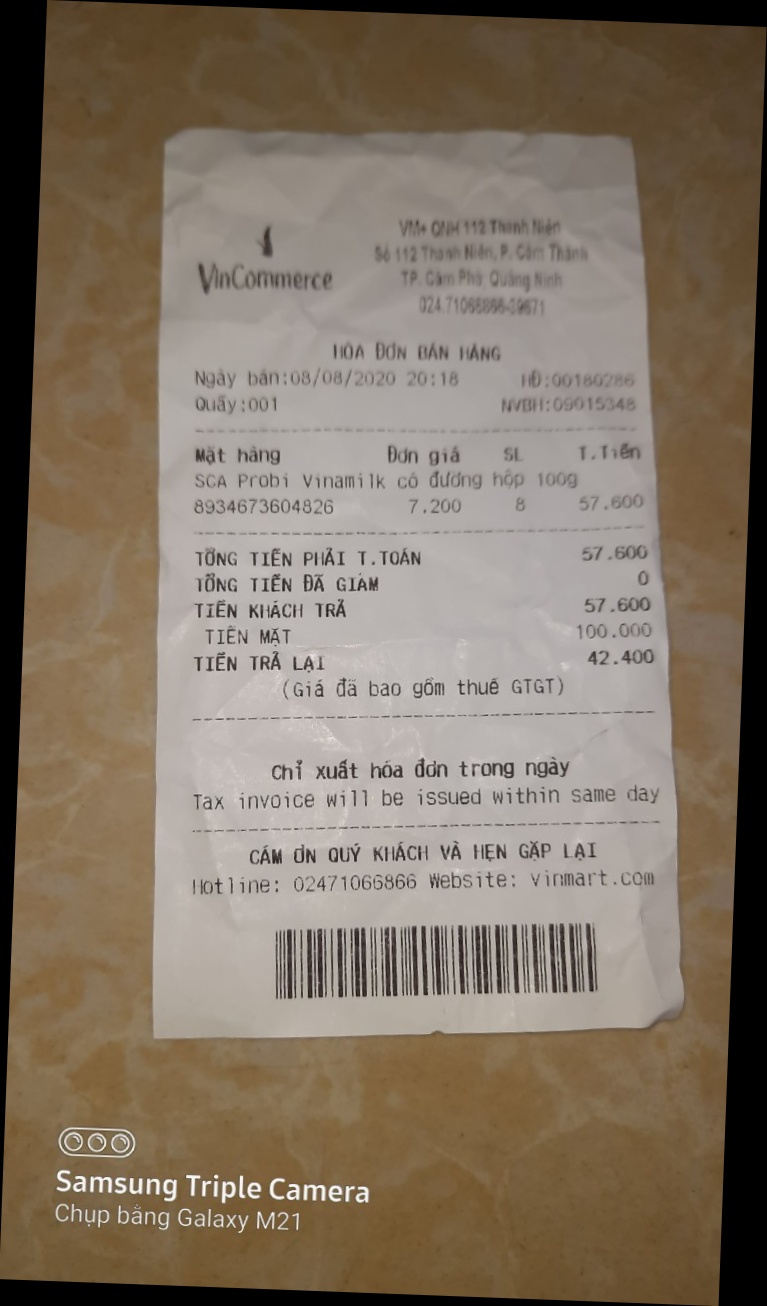 VinCommerce
VM+ QNH 112 Thanh Niên
Số 112 Thanh Niên, P. Cẩm Thành
TP. Cẩm Phả, Quảng Ninh
024.71066866-39671
HÓA ĐƠN BÁN HÀNG
Ngày bán:08/08/2020 20:18 HĐ:00180286
Quầy:001 NVBH:09015348
Mặt hàng Đơn giá SL T.Tiền
SCA Probi Vinamilk có đường hộp 100g
8934673604826 7.200 8 57.600
TỔNG TIỀN PHẢI T.TOÁN 57.600
TỔNG TIỀN ĐÃ GIẢM 0
TIỀN KHÁCH TRẢ 57.600
TIỀN MẶT 100.000
TIỀN TRẢ LẠI 42.400
(Giá đã bao gồm thuế GTGT)
Chỉ xuất hóa đơn trong ngày
Tax invoice will be issued within same day
CÁM ƠN QUÝ KHÁCH VÀ HẸN GẶP LẠI
Hotline: 02471066866 Website: vinmart.com
Samsung Triple Camera
Chụp bằng Galaxy M21